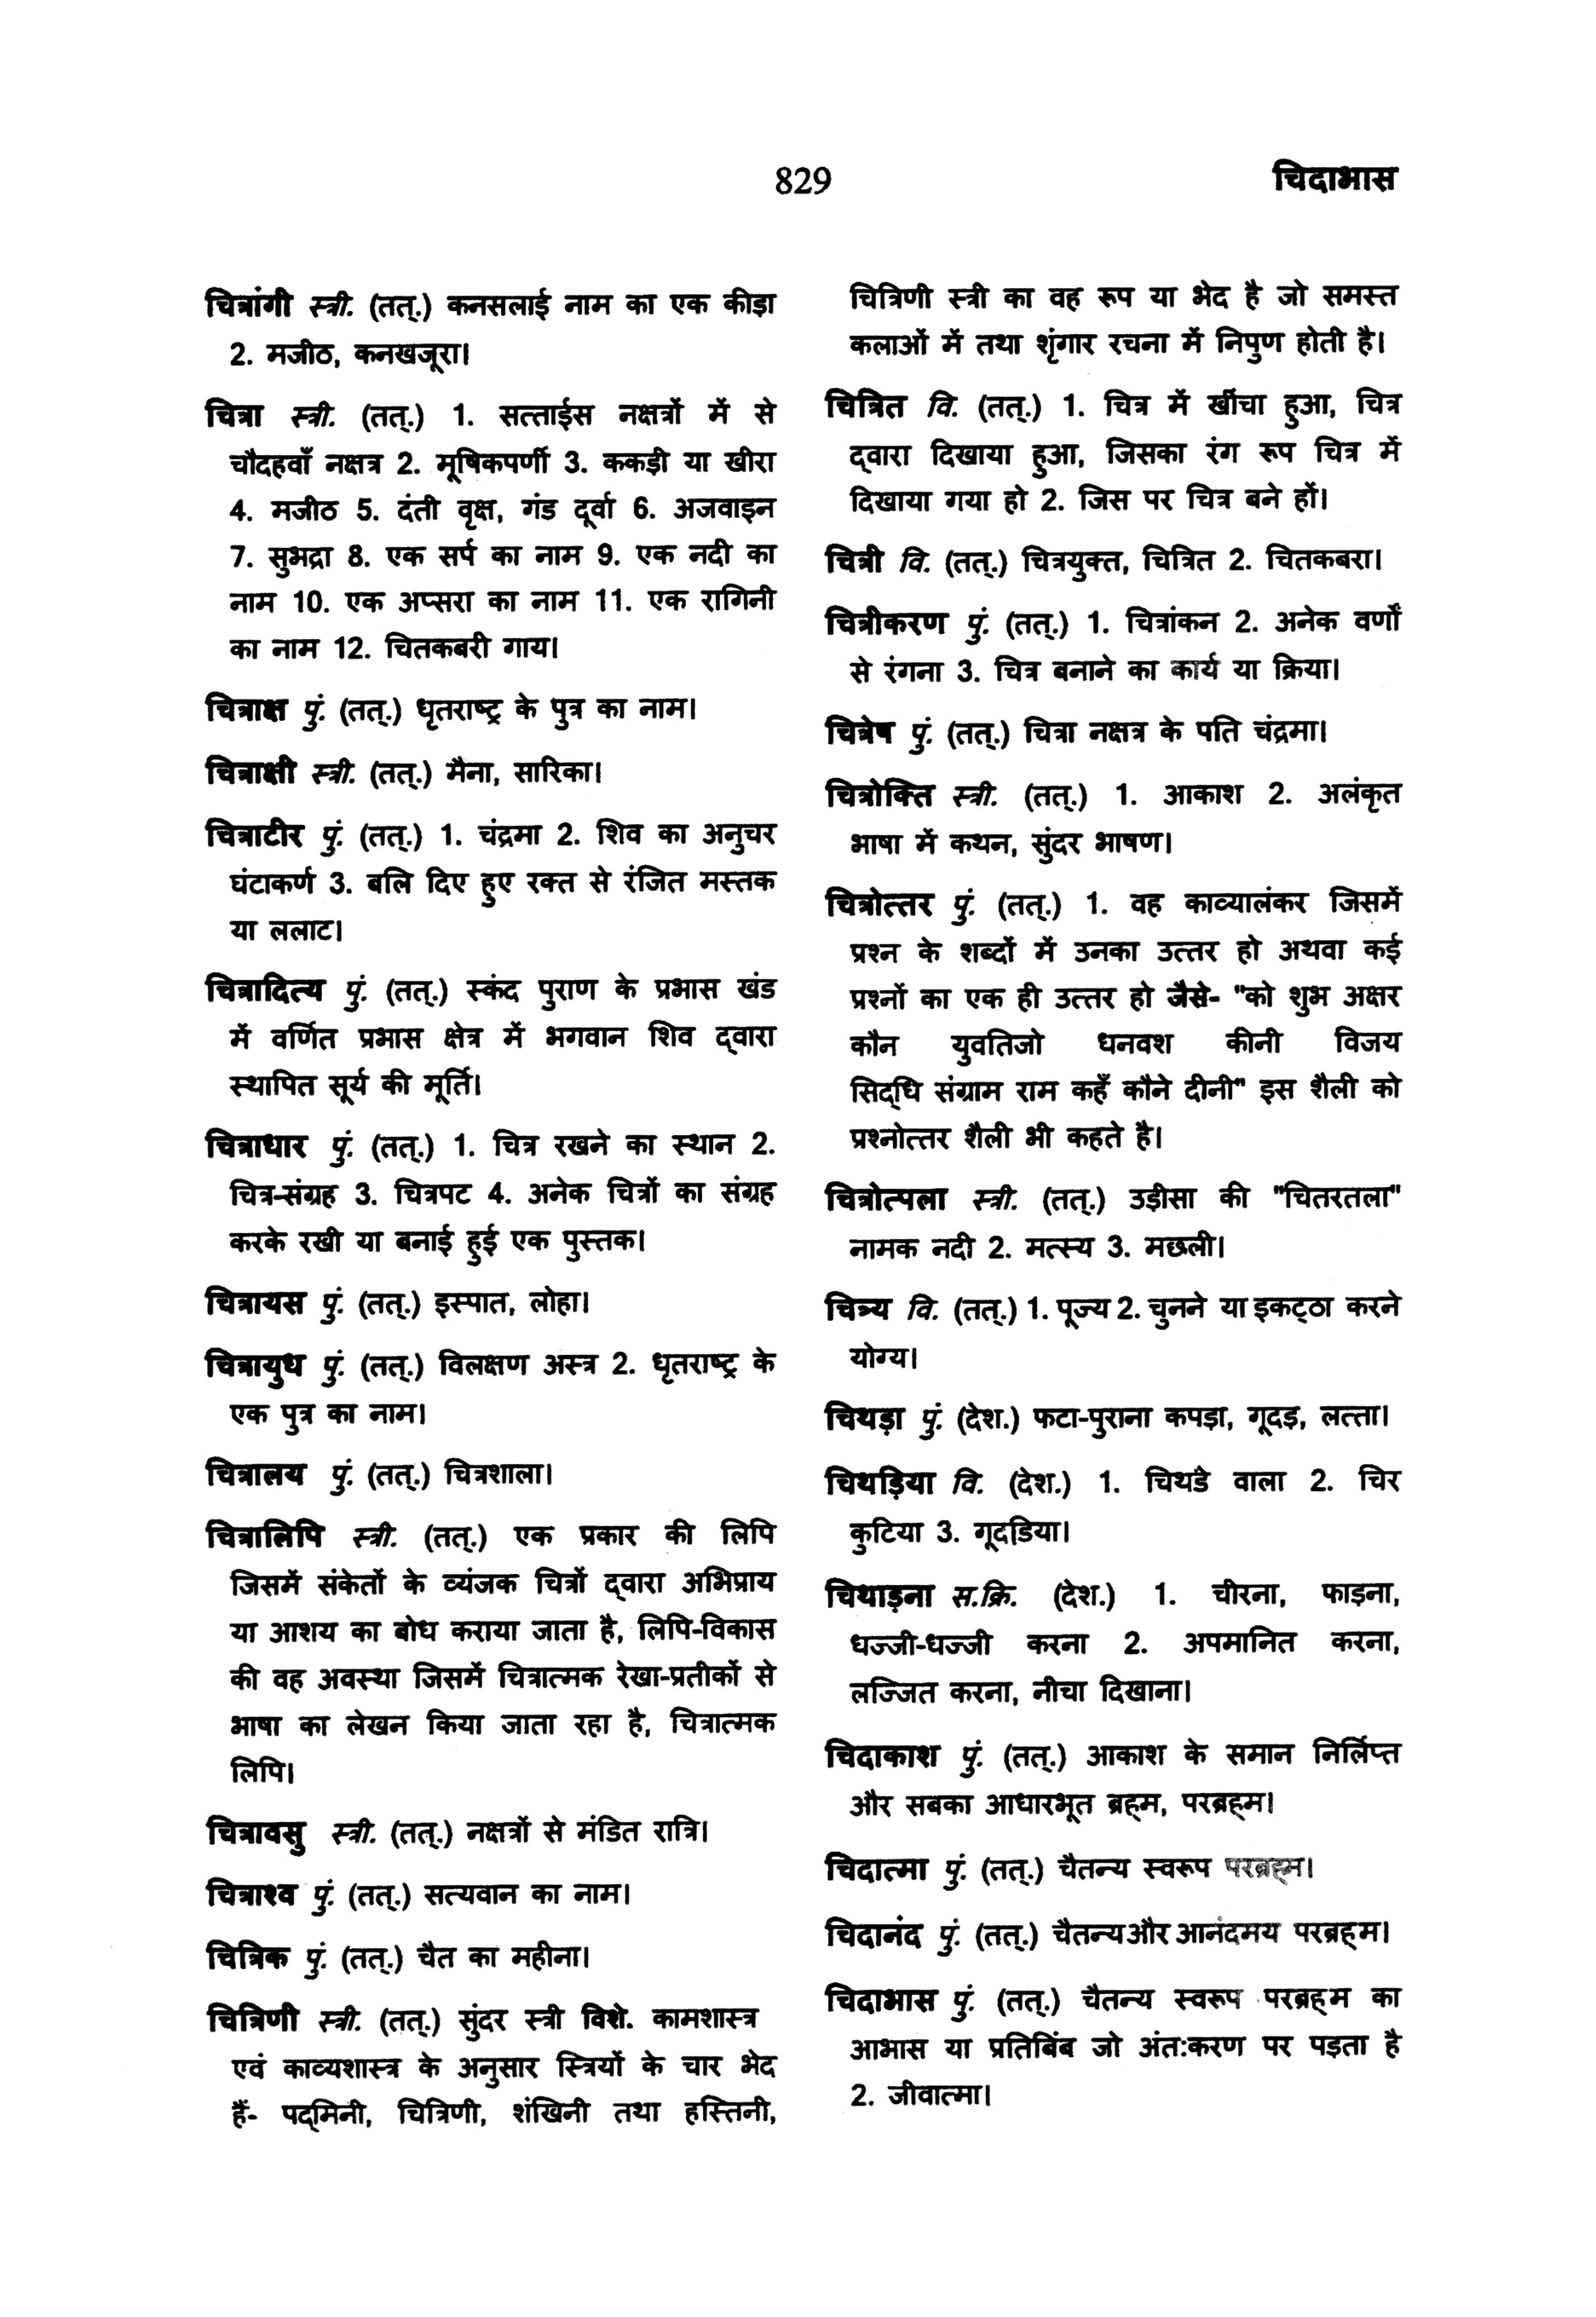 829
चिदाभास
चित्रांगी स्त्री. (तत्.) कनसलाई नाम का एक कीड़ा
2. मजीठ, कनखजूरा।
चित्रा स्त्री. (तत्.) 1. सत्ताईस नक्षत्रों में से
चौदहवाँ नक्षत्र 2. मूषिकपर्णी 3. ककड़ी या खीरा
4. मजीठ 5. दंती वृक्ष, गंड दूर्वा 6. अजवाइन
7. सुभद्रा 8. एक सर्प का नाम 9. एक नदी का
नाम 10. एक अप्सरा का नाम 11. एक रागिनी
का नाम 12. चितकबरी गाय।
चित्राक्ष पुं. (तत्.) धृतराष्ट्र के पुत्र का नाम।
चित्राक्षी स्त्री. (तत्.) मैना, सारिका।
चित्राटीर पुं. (तत्.) 1. चंद्रमा 2. शिव का अनुचर
घंटाकर्ण 3. बलि दिए हुए रक्त से रंजित मस्तक
या ललाट।
चित्रादित्य पुं. (तत्.) स्कंद पुराण के प्रभास खंड
में वर्णित प्रभास क्षेत्र में भगवान शिव द्वारा
स्थापित सूर्य की मूर्ति।
चित्राधार पुं. (तत्.) 1. चित्र रखने का स्थान 2.
चित्र-संग्रह 3. चित्रपट 4. अनेक चित्रों का संग्रह
करके रखी या बनाई हुई एक पुस्तक।
चित्रायस पुं. (तत्.) इस्पात, लोहा।
चित्रायुध पुं. (तत्.) विलक्षण अस्त्र 2. धृतराष्ट्र के
एक पुत्र का नाम।
चित्रालय पुं. (तत्.) चित्रशाला।
चित्रालिपि स्त्री. (तत्.) एक प्रकार की लिपि
जिसमें संकेतों के व्यंजक चित्रों द्वारा अभिप्राय
या आशय का बोध कराया जाता है, लिपि-विकास
की वह अवस्था जिसमें चित्रात्मक रेखा-प्रतीकों से
भाषा का लेखन किया जाता रहा है, चित्रात्मक
लिपि।
चित्रावसु स्त्री. (तत्.) नक्षत्रों से मंडित रात्रि।
चित्राश्व पुं. (तत्.) सत्यवान का नाम।
चित्रिक पुं. (तत्.) चैत का महीना।
चित्रिणी स्त्री. (तत्.) सुंदर स्त्री विशे. कामशास्त्र
एवं काव्यशास्त्र के अनुसार स्त्रियों के चार भेद
हैं- पद्मिनी, चित्रिणी, शंखिनी तथा हस्तिनी,
चित्रिणी स्त्री का वह रूप या भेद है जो समस्त
कलाओं में तथा शृंगार रचना में निपुण होती है।
चित्रित वि. (तत्.) 1. चित्र में खींचा हुआ, चित्र
द्वारा दिखाया हुआ, जिसका रंग रूप चित्र में
दिखाया गया हो 2. जिस पर चित्र बने हों।
चित्री वि. (तत्.) चित्रयुक्त, चित्रित 2. चितकबरा।
चित्रीकरण पुं. (तत्.) 1. चित्रांकन 2. अनेक वर्णों
से रंगना 3. चित्र बनाने का कार्य या क्रिया।
चित्रेष पुं. (तत्.) चित्रा नक्षत्र के पति चंद्रमा।
चित्रोक्ति स्त्री. (तत्.) 1. आकाश 2. अलंकृत
भाषा में कथन, सुंदर भाषण।
चित्रोत्तर पुं. (तत्.) 1. वह काव्यालंकर जिसमें
प्रश्न के शब्दों में उनका उत्तर हो अथवा कई
प्रश्नों का एक ही उत्तर हो जैसे- "को शुभ अक्षर
कौन युवतिजो धनवश कीनी विजय
सिद्धि संग्राम राम कहँ कौने दीनी" इस शैली को
प्रश्नोत्तर शैली भी कहते है।
चित्रोत्पला स्त्री. (तत्.) उड़ीसा की "चितरतला"
नामक नदी 2. मत्स्य 3. मछली।
चित्र्य वि. (तत्.) 1. पूज्य 2. चुनने या इकट्ठा करने
योग्य।
चिथड़ा पुं. (देश.) फटा-पुराना कपड़ा, गूदड़, लत्ता।
चिथड़िया वि. (देश.) 1. चिथडे वाला 2. चिर
कुटिया 3. गूदडिया।
चिथाड़ना स.क्रि. (देश.) 1. चीरना, फाड़ना,
धज्जी-धज्जी करना 2. अपमानित करना,
लज्जित करना, नीचा दिखाना।
चिदाकाश पुं. (तत्.) आकाश के समान निर्लिप्त
और सबका आधारभूत ब्रह्म, परब्रह्म।
चिदात्मा पुं. (तत्.) चैतन्य स्वरूप परब्रह्म।
चिदानंद पुं. (तत्.) चैतन्य और आनंदमय परब्रह्म।
चिदाभास पुं. (तत्.) चैतन्य स्वरूप परब्रह्म का
आभास या प्रतिबिंब जो अंतःकरण पर पड़ता है
2. जीवात्मा।